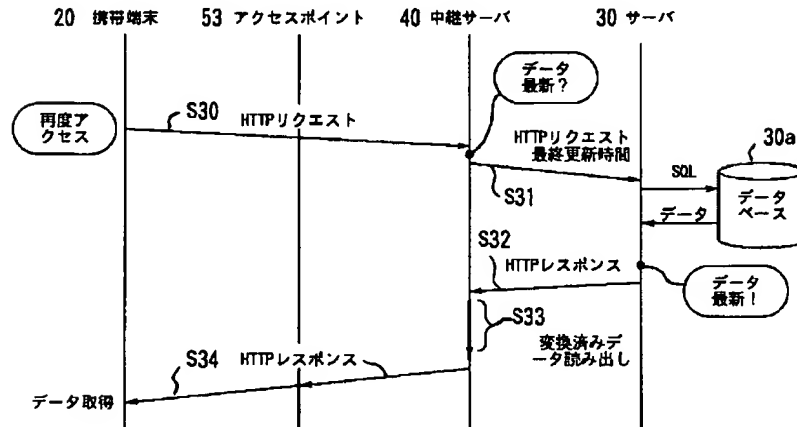 20 携帯端末
53 アクセスポイント
40 中継サーバ
30 サーバ
データ
最新？
再度ア
クセス
S30
HTTPリクエスト
HTTPリクエスト
最終更新時間
S31
30a
SQL
データ
データ
ベース
S32
HTTPレスポンス
データ
最新！
S33
変換済みデ
ータ読み出し
S34
HTTPレスポンス
データ取得